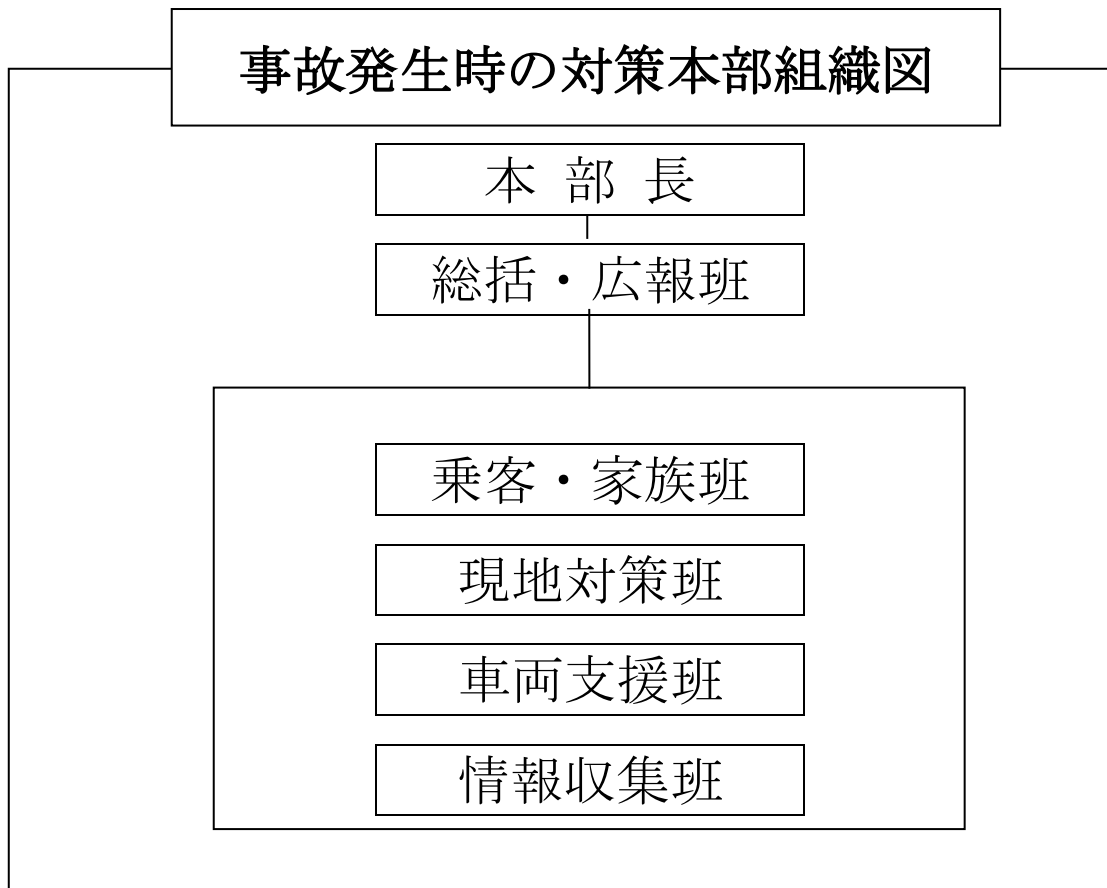 事故発生時の対策本部組織図
本 部 長
総括・広報班
乗客・家族班
現地対策班
車両支援班
情報収集班